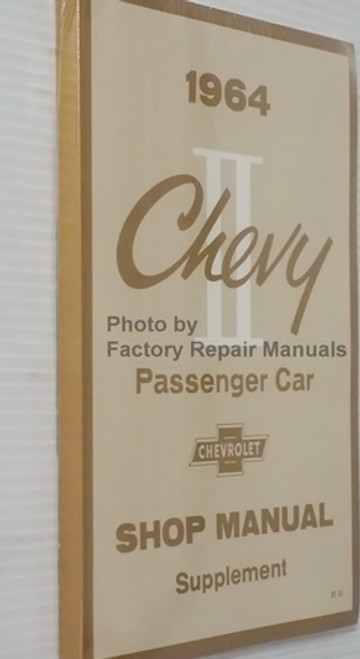 1964
II
Chevy
Photo by
Factory Repair Manuals
Passenger Car
CHEVROLET
SHOP MANUAL
Supplement